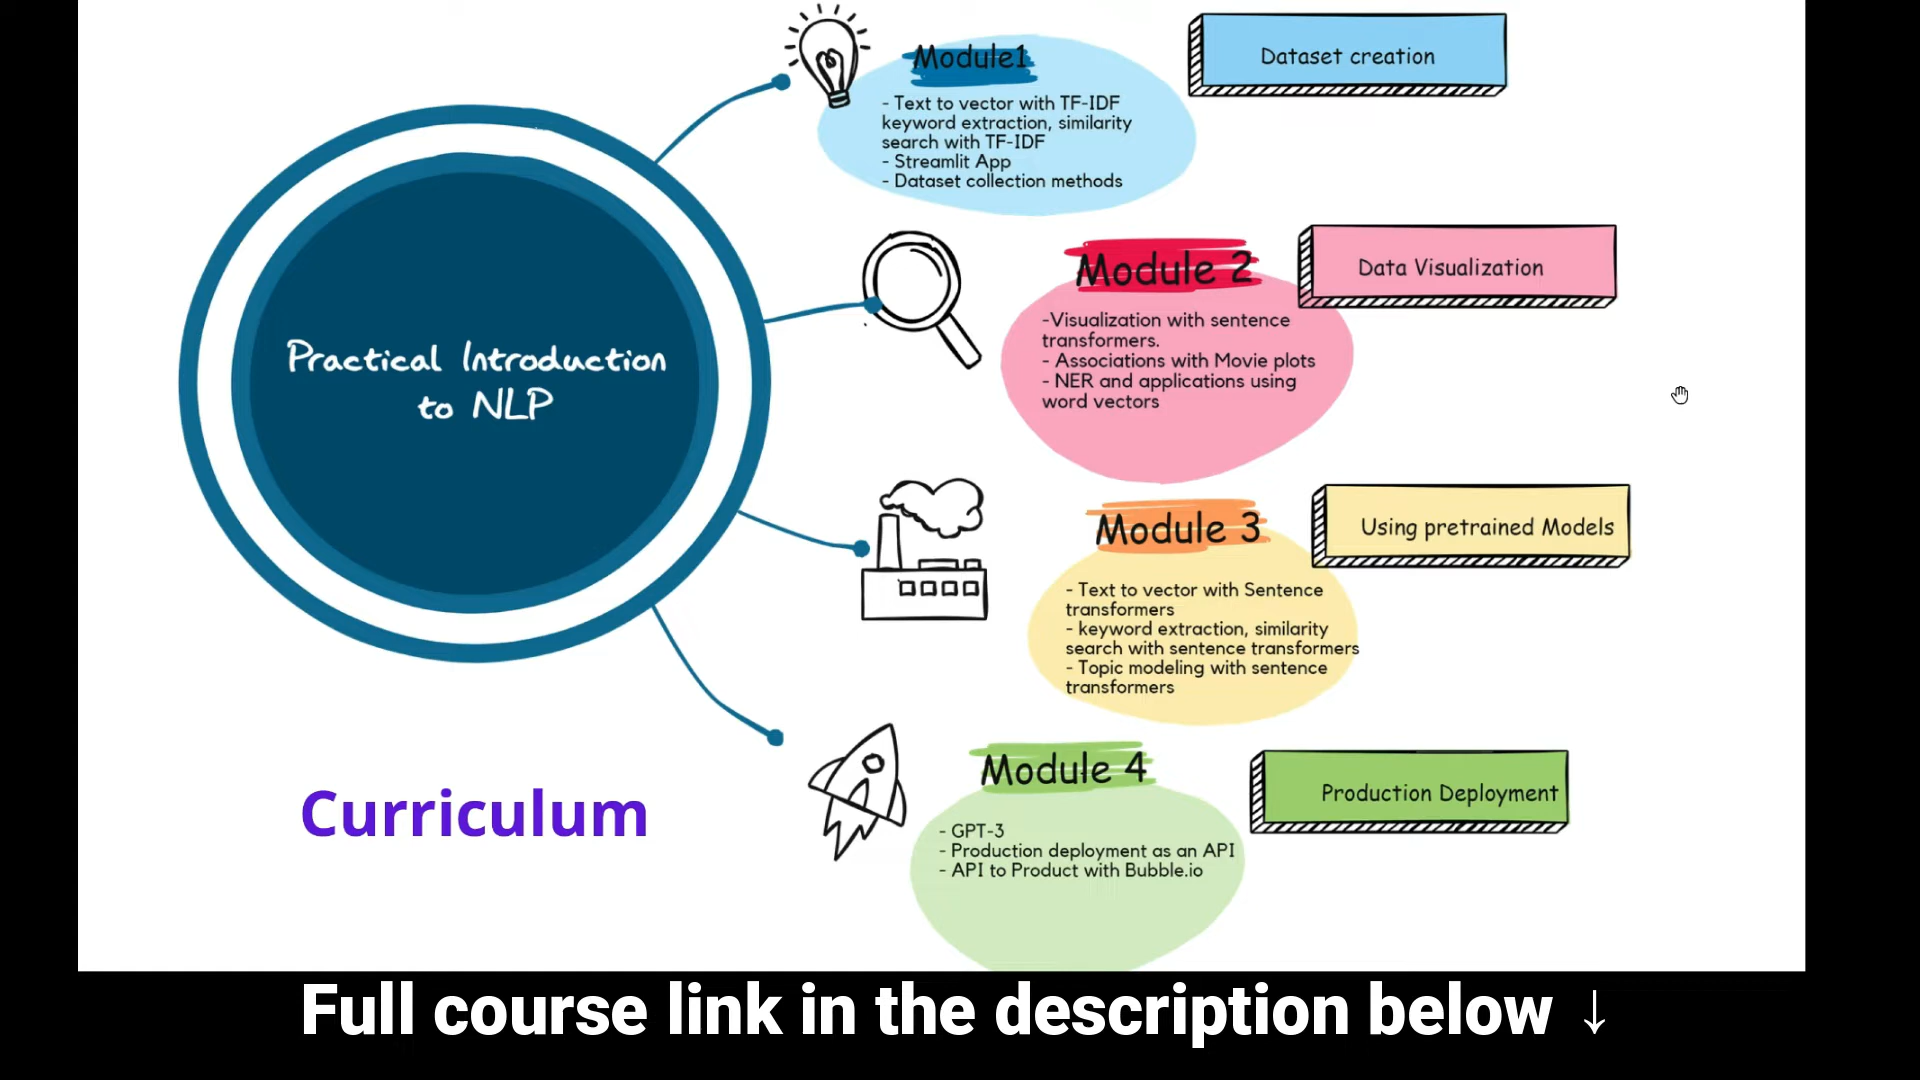 Practical Introduction
to NLP
Curriculum
Module1
- Text to vector with TF-IDF
keyword extraction, similarity
search with TF-IDF
- Streamlit App
- Dataset collection methods
Dataset creation
Module 2
-Visualization with sentence
transformers.
- Associations with Movie plots
- NER and applications using
word vectors
Data Visualization
Module 3
- Text to vector with Sentence
transformers
- keyword extraction, similarity
search with sentence transformers
- Topic modeling with sentence
transformers
Using pretrained Models
Module 4
- GPT-3
- Production deployment as an API
- API to Product with Bubble.io
Production Deployment
Full course link in the description below ↓